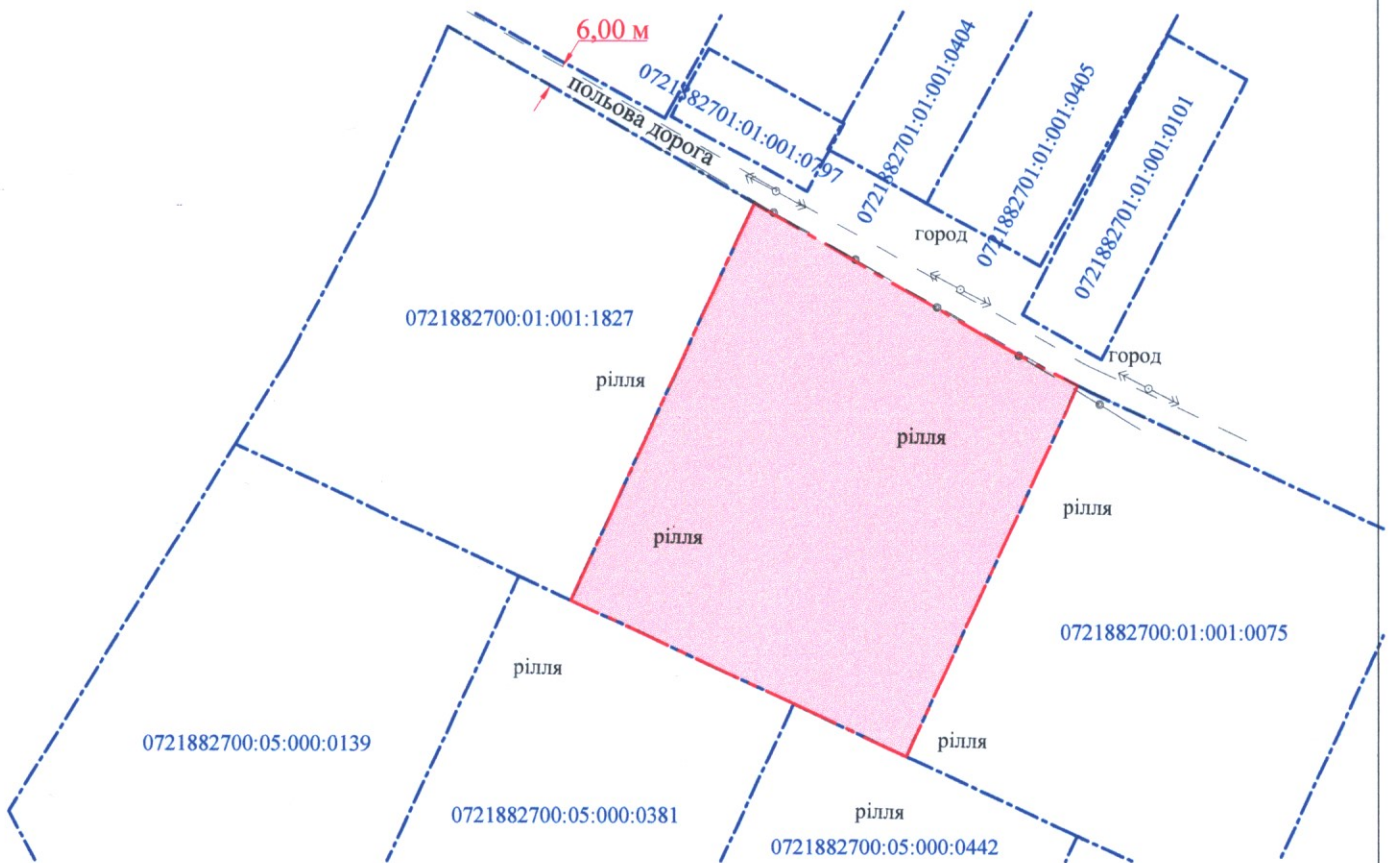 6,00 м
польова дорога
0721882701:01:001:0797
0721882701:01:001:0404
0721882701:01:001:0405
0721882701:01:001:0101
город
город
0721882700:01:001:1827
рілля
рілля
рілля
рілля
0721882700:01:001:0075
рілля
рілля
0721882700:05:000:0139
0721882700:05:000:0381
рілля
0721882700:05:000:0442